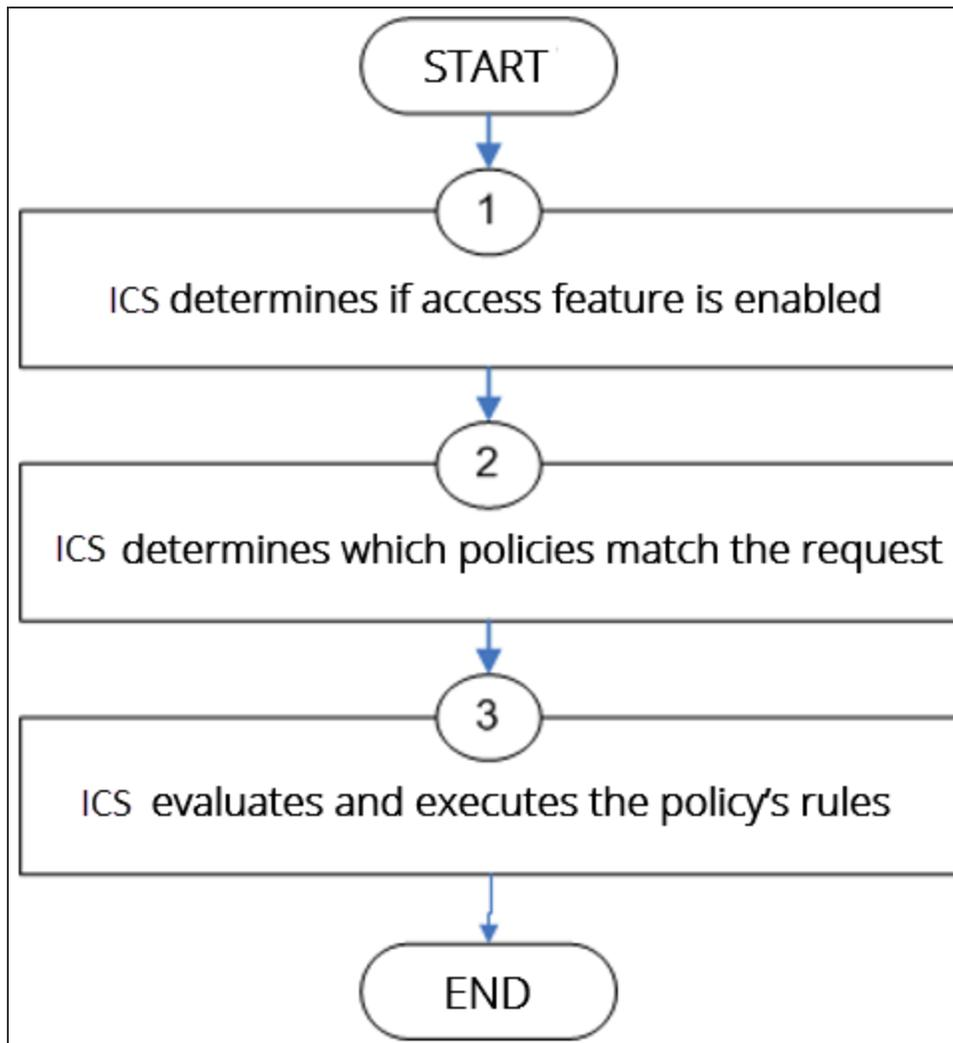 START
1
ICS determines if access feature is enabled
2
ICS determines which policies match the request
3
ICS evaluates and executes the policy's rules
END